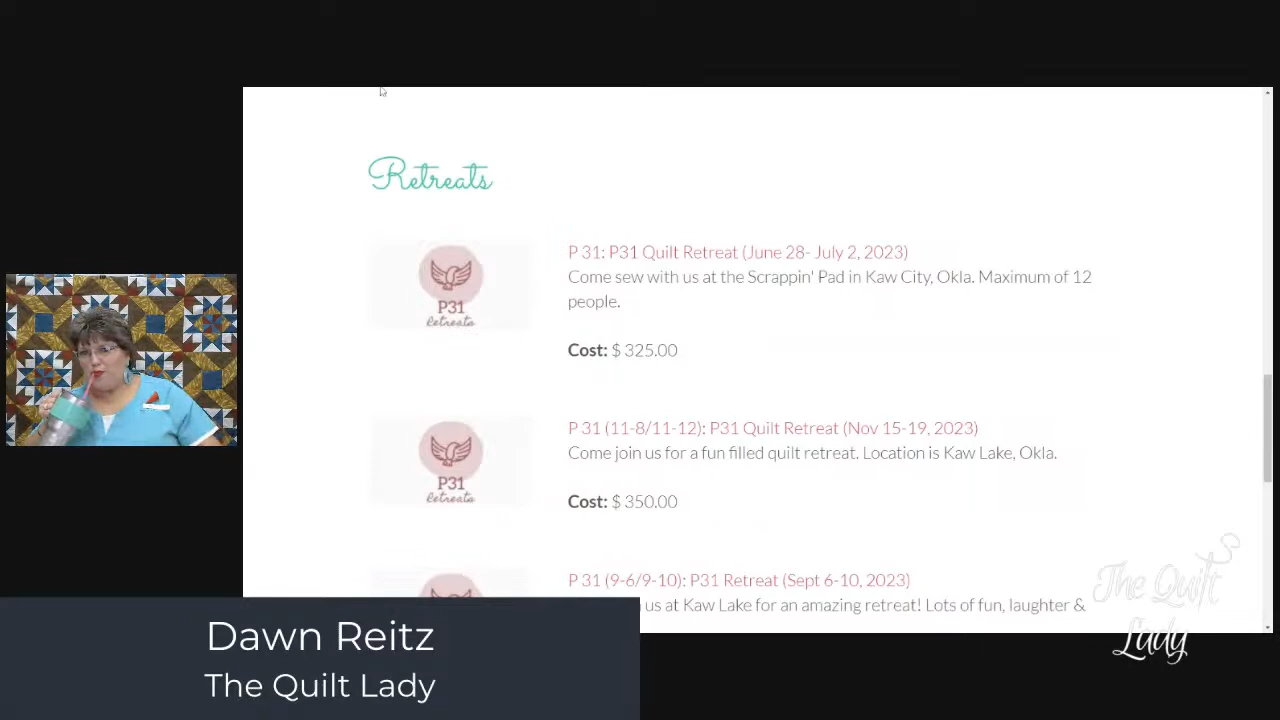 Retreats
P31
Retreats
P 31: P31 Quilt Retreat (June 28- July 2, 2023)
Come sew with us at the Scrappin' Pad in Kaw City, Okla. Maximum of 12
people.
Cost: $ 325.00
P31
Retreats
P 31 (11-8/11-12): P31 Quilt Retreat (Nov 15-19, 2023)
Come join us for a fun filled quilt retreat. Location is Kaw Lake, Okla.
Cost: $ 350.00
P 31 (9-6/9-10): P31 Retreat (Sept 6-10, 2023)
us at Kaw Lake for an amazing retreat! Lots of fun, laughter &
The Quilt
Lady
Dawn Reitz
The Quilt Lady